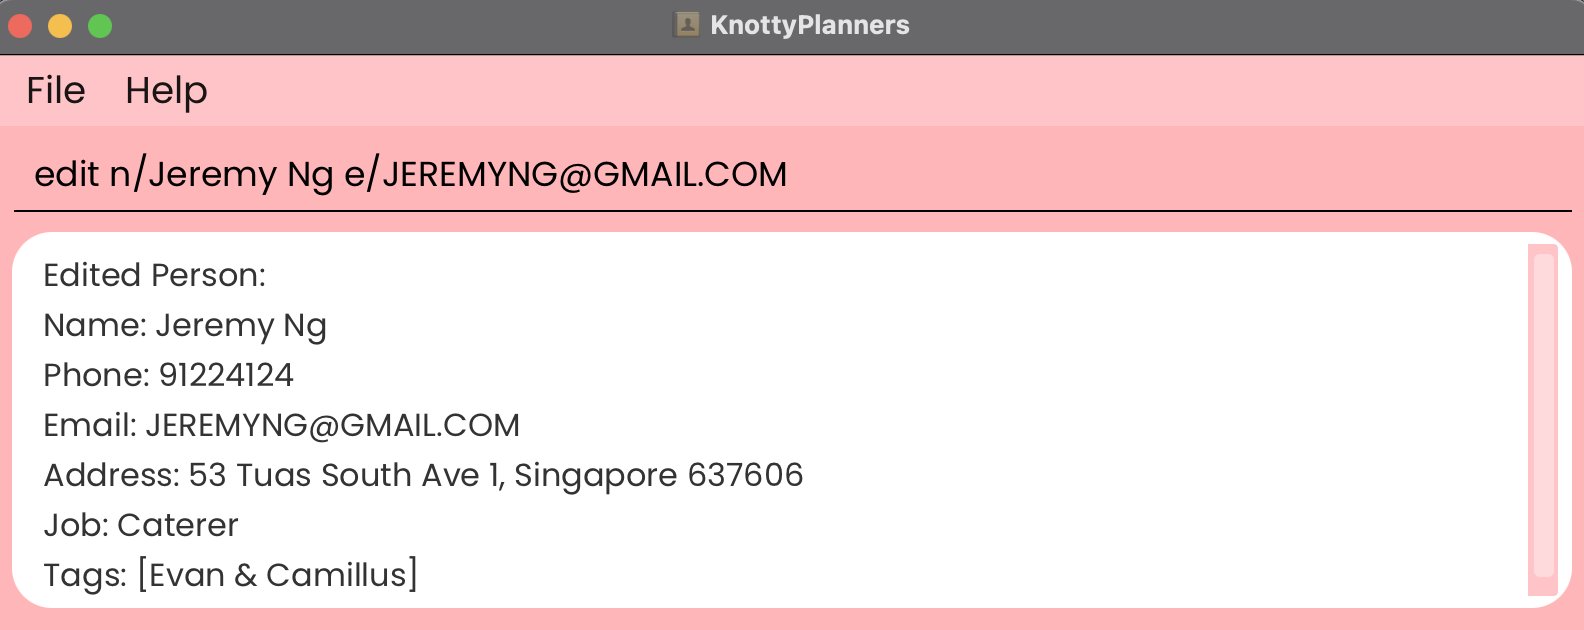 KnottyPlanners
File Help
edit n/Jeremy Ng e/JEREMYNG@GMAIL.COM
Edited Person:
Name: Jeremy Ng
Phone: 91224124
Email: JEREMYNG@GMAIL.COM
Address: 53 Tuas South Ave 1, Singapore 637606
Job: Caterer
Tags: [Evan & Camillus]